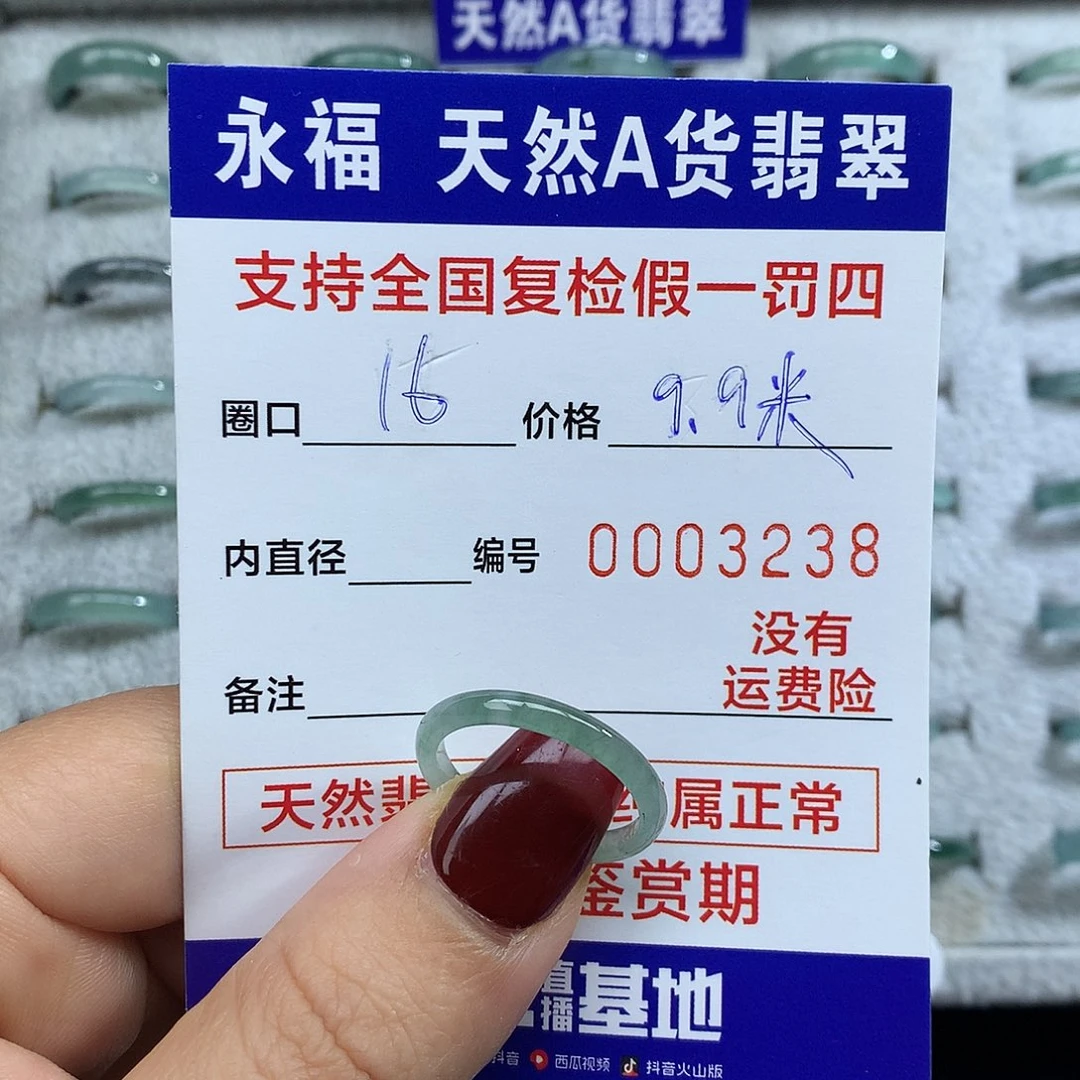 天然A货翡翠
永福 天然A货翡翠
支持全国复检假一罚四
圈口 16 价格 9.9米
内直径 编号 0003238
没有
备注 运费险
天然翡 属正常
鉴赏期
直播基地
抖音 西瓜视频 抖音火山版